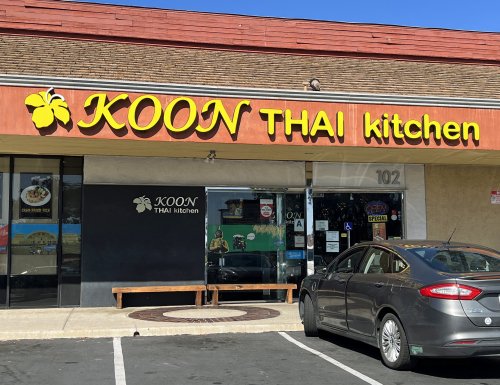 KOON THAI kitchen
102
KOON
THAI kitchen
A
SPECIAL